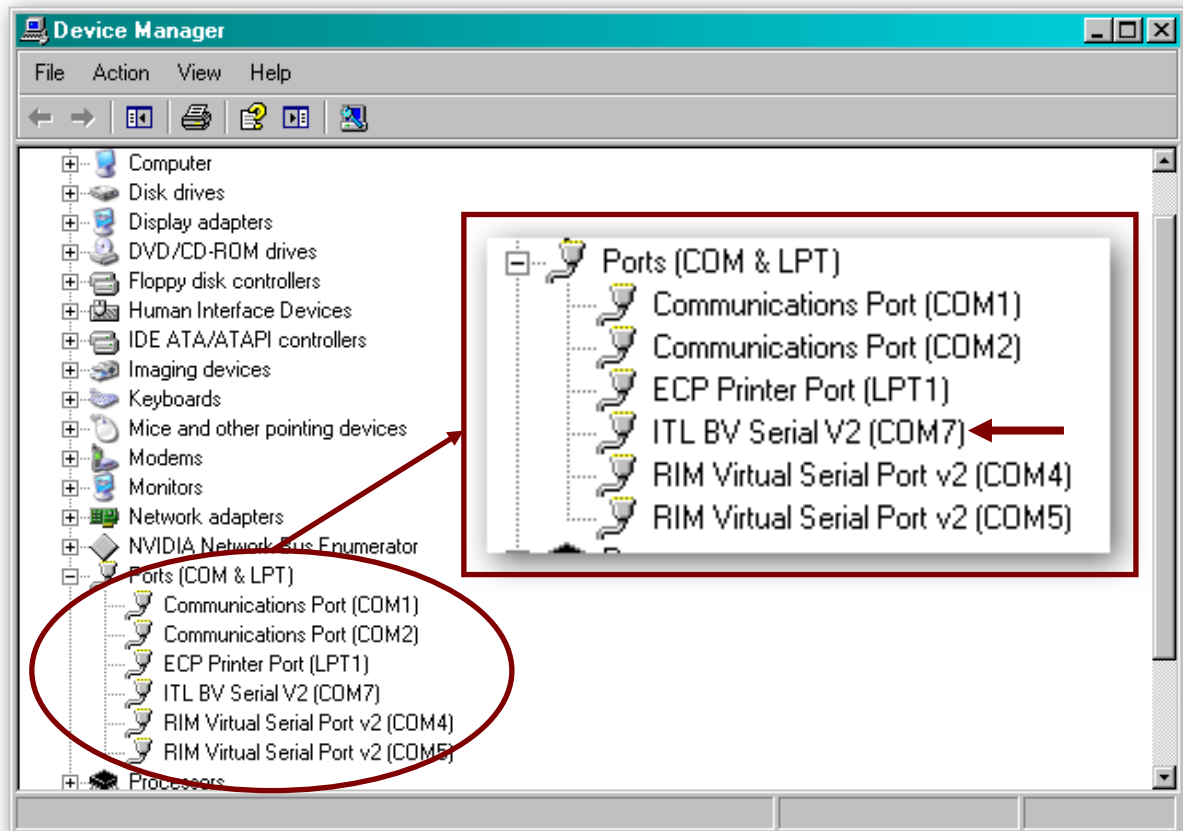 Device Manager
File Action View Help
Computer
Disk drives
Display adapters
DVD/CD-ROM drives
Floppy disk controllers
Human Interface Devices
IDE ATA/ATAPI controllers
Imaging devices
Keyboards
Mice and other pointing devices
Modems
Monitors
Network adapters
NVIDIA Network Bus Enumerator
Ports (COM & LPT)
Communications Port (COM1)
Communications Port (COM2)
ECP Printer Port (LPT1)
ITL BV Serial V2 (COM7)
RIM Virtual Serial Port v2 (COM4)
RIM Virtual Serial Port v2 (COM5)
Processors
Ports (COM & LPT)
Communications Port (COM1)
Communications Port (COM2)
ECP Printer Port (LPT1)
ITL BV Serial V2 (COM7)
RIM Virtual Serial Port v2 (COM4)
RIM Virtual Serial Port v2 (COM5)